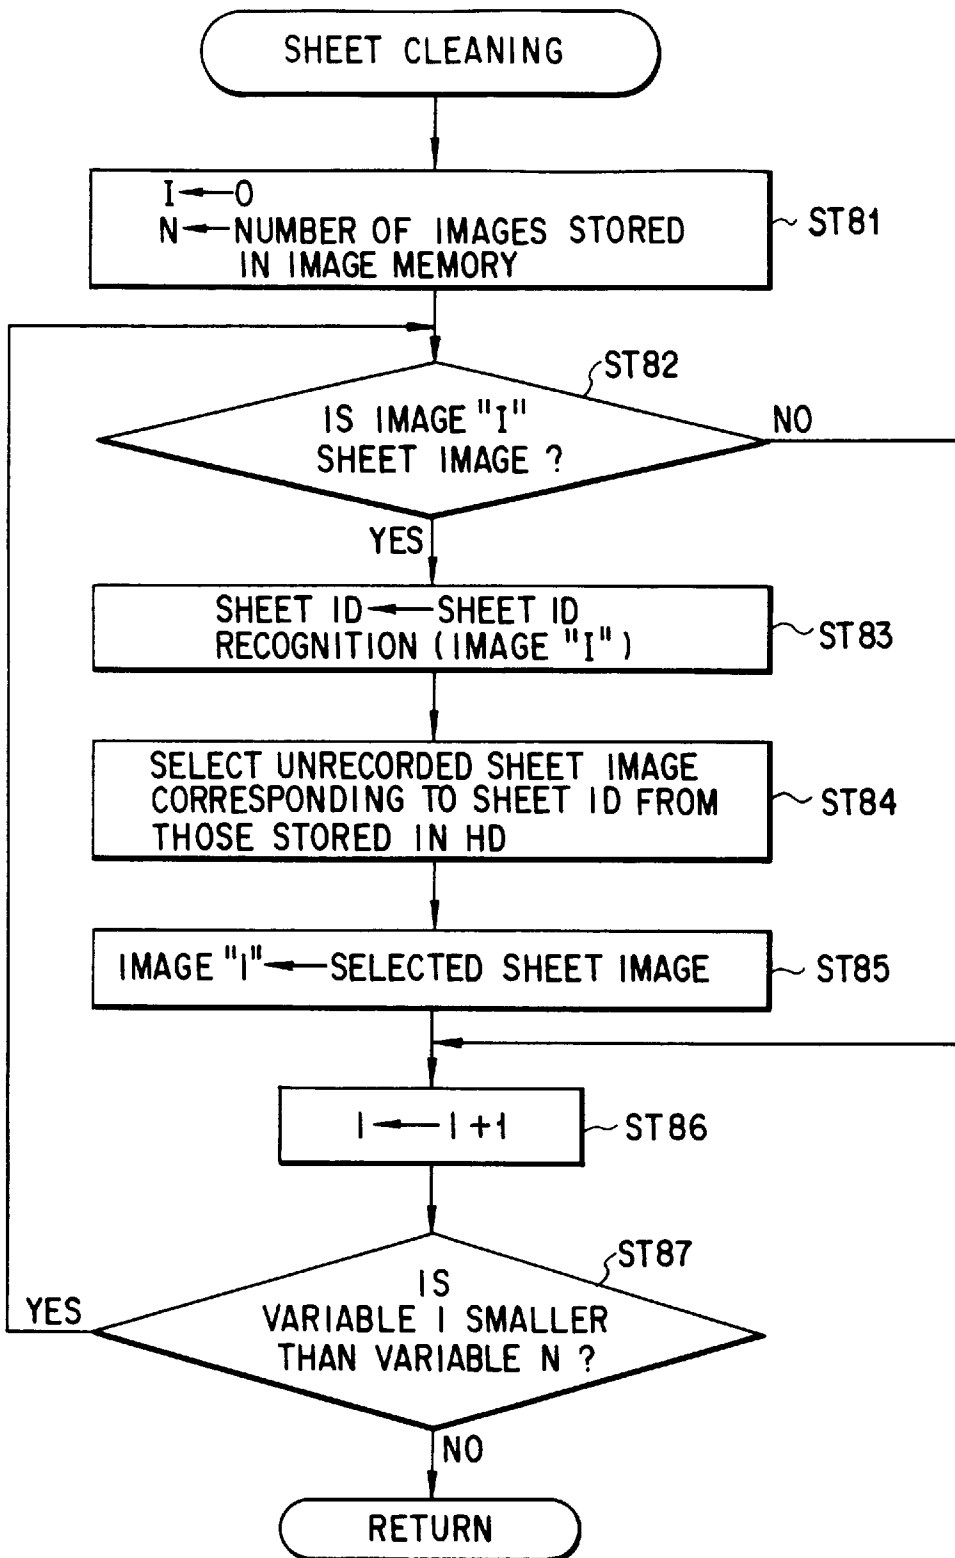 SHEET CLEANING
I←0
N←NUMBER OF IMAGES STORED
IN IMAGE MEMORY
ST81
ST82
IS IMAGE "I"
SHEET IMAGE ?
NO
YES
SHEET ID←SHEET ID
RECOGNITION (IMAGE "I")
ST83
SELECT UNRECORDED SHEET IMAGE
CORRESPONDING TO SHEET ID FROM
THOSE STORED IN HD
ST84
IMAGE "I"←SELECTED SHEET IMAGE
ST85
I←I+1
ST86
ST87
IS
VARIABLE I SMALLER
THAN VARIABLE N ?
YES
NO
RETURN